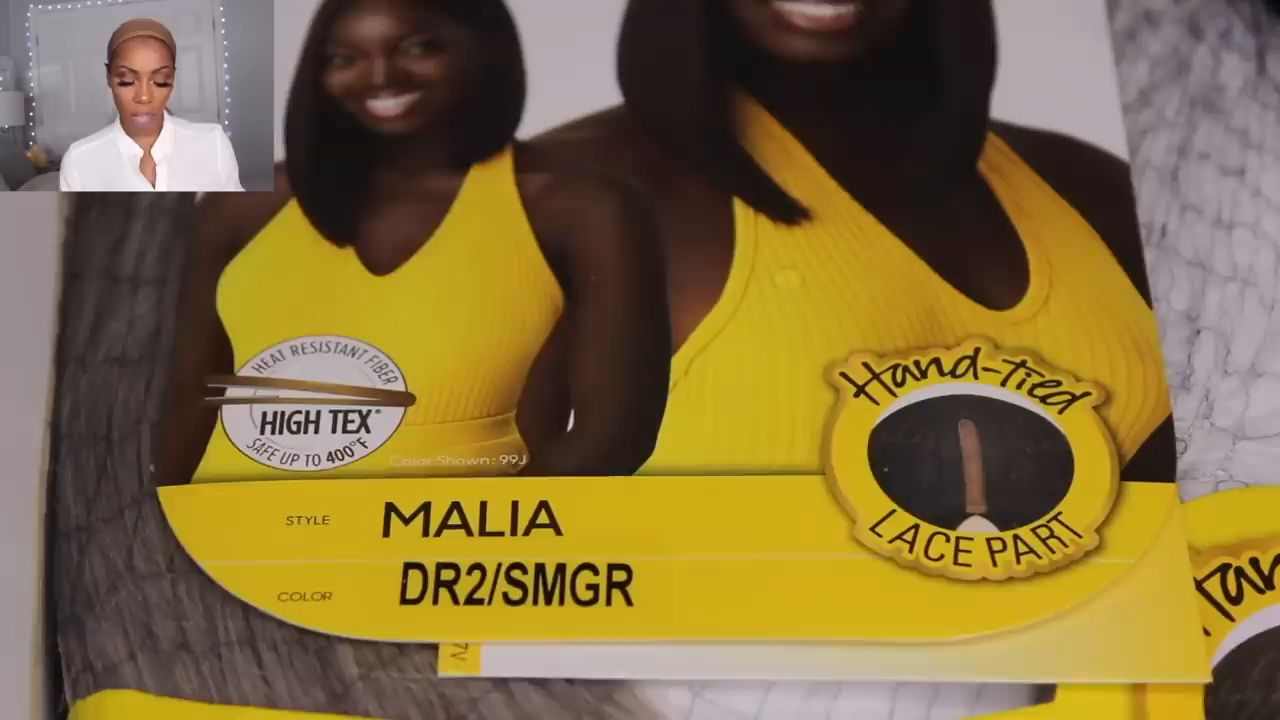 HEAT RESISTANT FIBER
HIGH TEX®
SAFE UP TO 400°F
Color Shown: 99J
Hand-tied
LACE PART
STYLE MALIA
COLOR DR2/SMGR